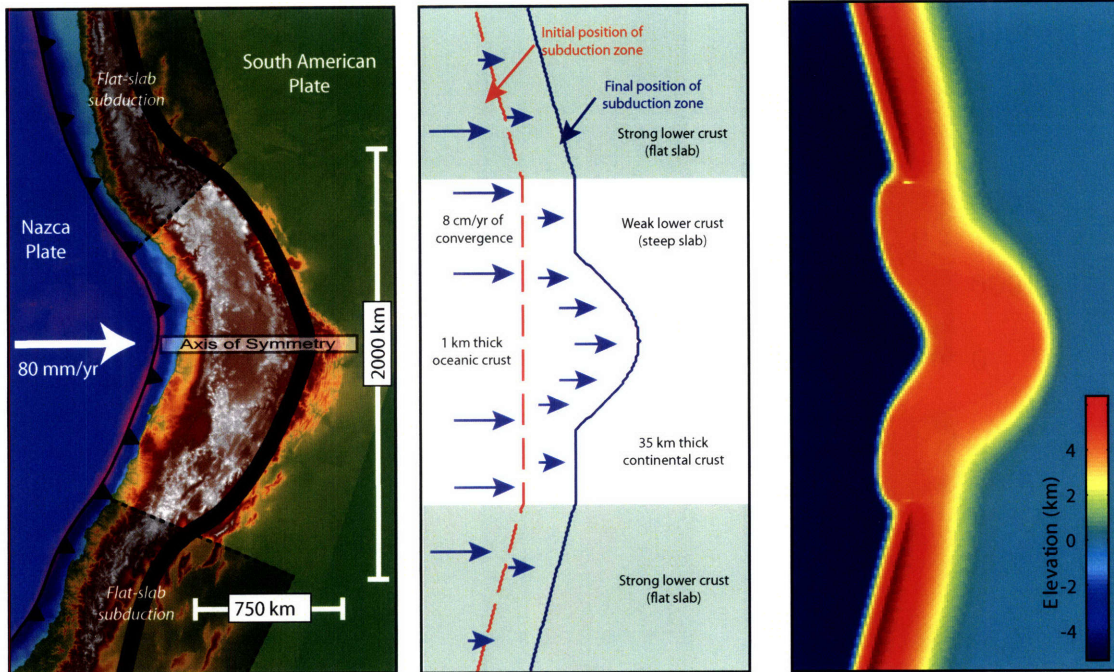 Flat-slab
subduction
South American
Plate
Nazca
Plate
Axis of Symmetry
80 mm/yr
2000 km
Flat-slab
subduction
750 km
Initial position of
subduction zone
Final position of
subduction zone
Strong lower crust
(flat slab)
8 cm/yr of
convergence
Weak lower crust
(steep slab)
1 km thick
oceanic crust
35 km thick
continental crust
Strong lower crust
(flat slab)
Elevation (km)
4
2
0
-2
-4